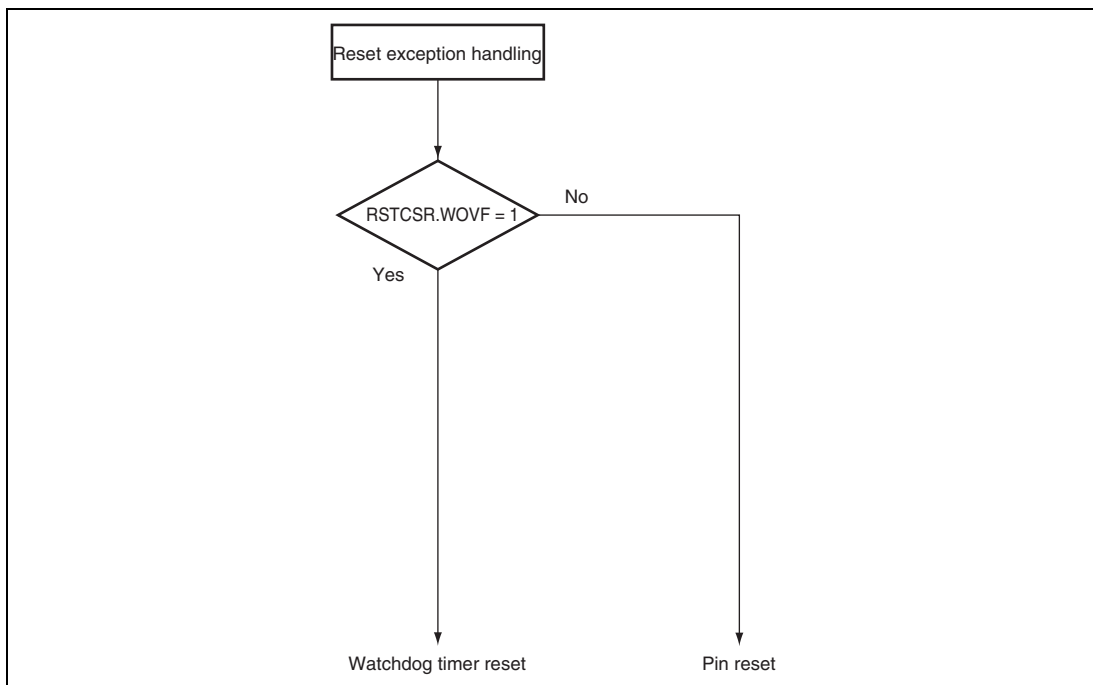 Reset exception handling
RSTCSR.WOVF = 1
No
Yes
Watchdog timer reset
Pin reset